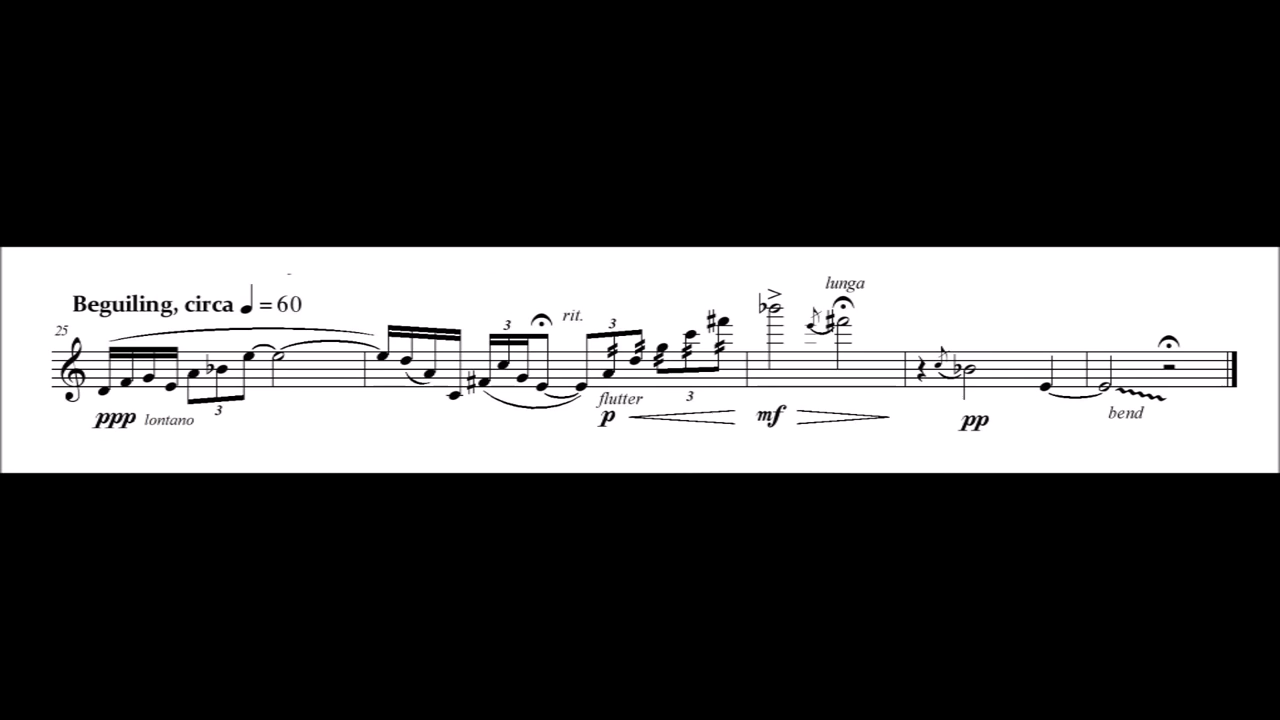 Beguiling, circa ♩ = 60
lunga
rit.
25
3
3
3
3
flutter
ppp lontano
p
mf
pp
bend